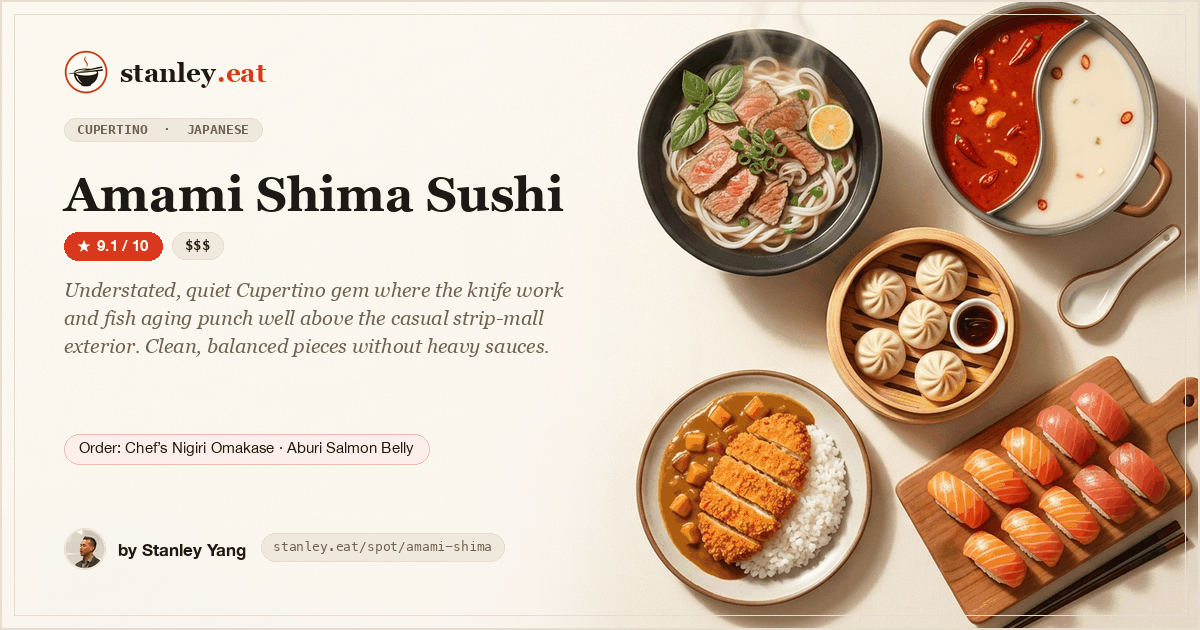 stanley.eat
CUPERTINO · JAPANESE
Amami Shima Sushi
★ 9.1 / 10 $$$
Understated, quiet Cupertino gem where the knife work
and fish aging punch well above the casual strip-mall
exterior. Clean, balanced pieces without heavy sauces.
Order: Chef's Nigiri Omakase · Aburi Salmon Belly
by Stanley Yang stanley.eat/spot/amami-shima